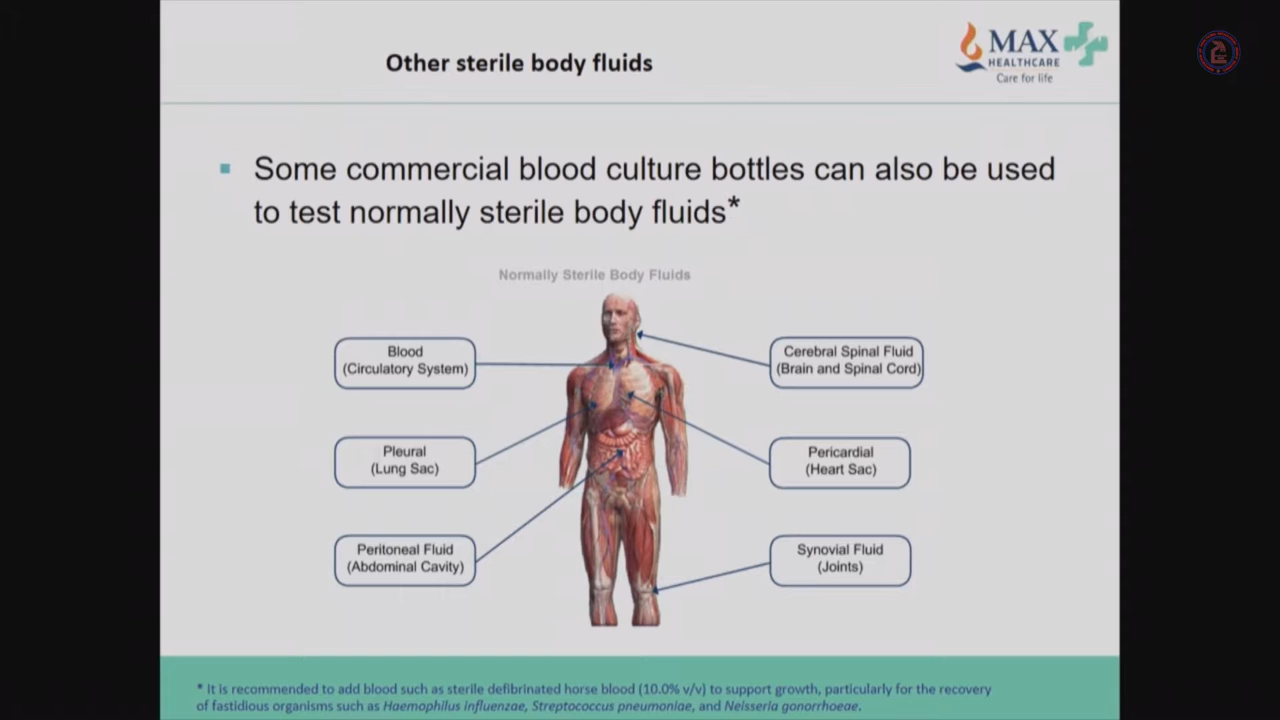 Other sterile body fluids
MAX
HEALTHCARE
Care for life
Some commercial blood culture bottles can also be used
to test normally sterile body fluids*
Normally Sterile Body Fluids
Blood
(Circulatory System)
Cerebral Spinal Fluid
(Brain and Spinal Cord)
Pleural
(Lung Sac)
Pericardial
(Heart Sac)
Peritoneal Fluid
(Abdominal Cavity)
Synovial Fluid
(Joints)
* It is recommended to add blood such as sterile defibrinated horse blood (10.0% v/v) to support growth, particularly for the recovery
of fastidious organisms such as Haemophilus influenzae, Streptococcus pneumoniae, and Neisseria gonorrhoeae.